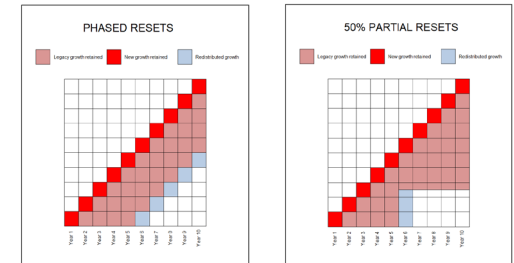 PHASED RESETS
Legacy growth retained
New growth retained
Redistributed growth
Year 1
Year 2
Year 3
Year 4
Year 5
Year 6
Year 7
Year 8
Year 9
Year 10
50% PARTIAL RESETS
Legacy growth retained
New growth retained
Redistributed growth
Year 1
Year 2
Year 3
Year 4
Year 5
Year 6
Year 7
Year 8
Year 9
Year 10